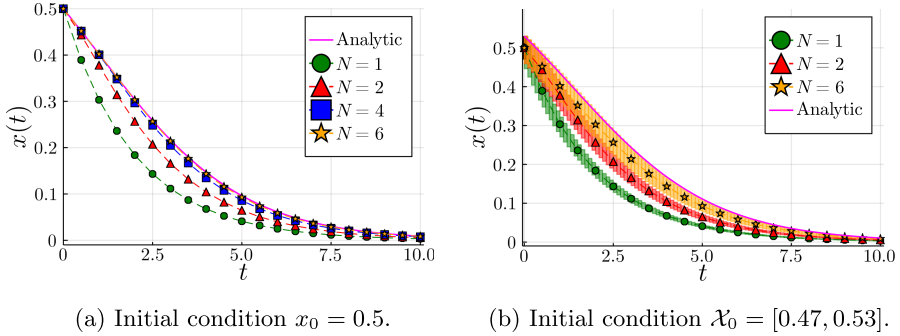 0.5
0.4
0.3
0.2
0.1
0
x(t)
0
2.5
5.0
7.5
10.0
t
Analytic
N = 1
N = 2
N = 4
N = 6
(a) Initial condition x₀ = 0.5.
0.5
0.4
0.3
0.2
0.1
0
x(t)
0
2.5
5.0
7.5
10.0
t
N = 1
N = 2
N = 6
Analytic
(b) Initial condition 𝒳₀ = [0.47, 0.53].